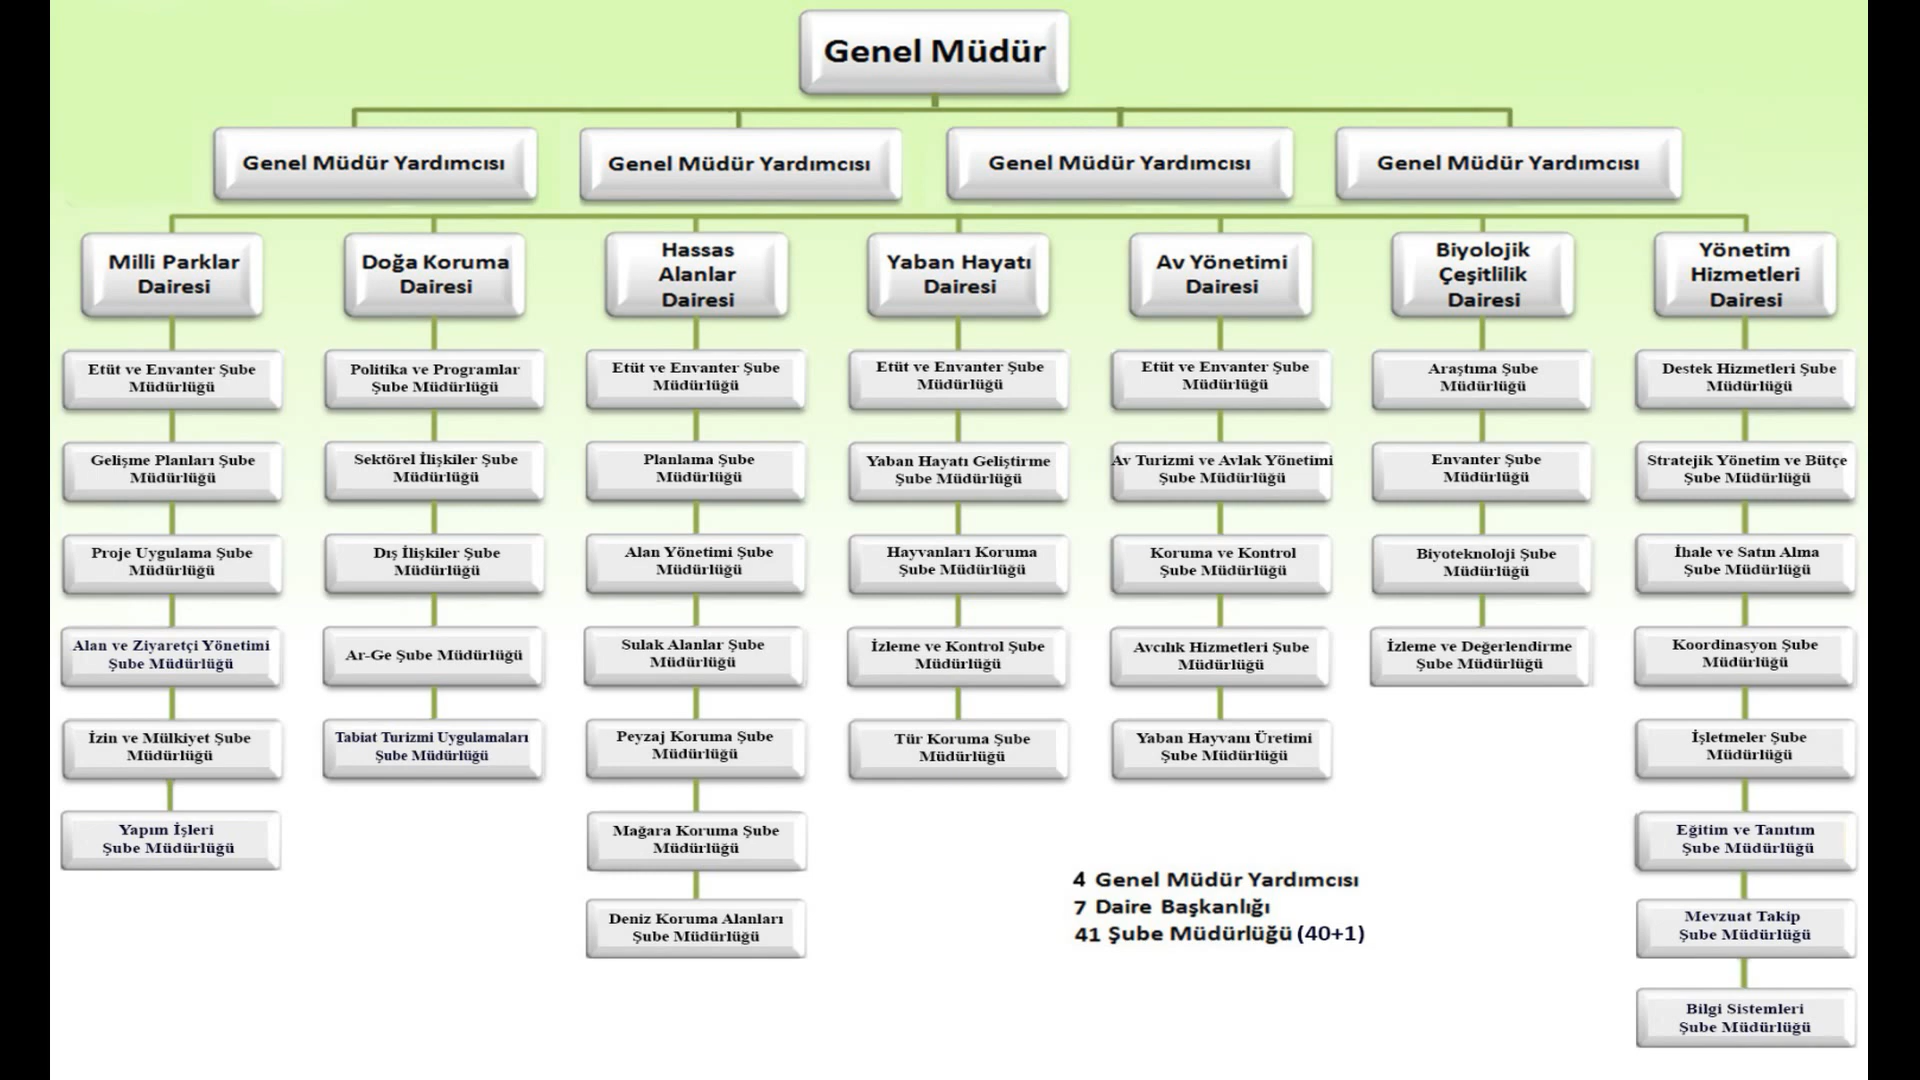 Genel Müdür
Genel Müdür Yardımcısı
Genel Müdür Yardımcısı
Genel Müdür Yardımcısı
Genel Müdür Yardımcısı
Milli Parklar
Dairesi
Doğa Koruma
Dairesi
Hassas
Alanlar
Dairesi
Yaban Hayatı
Dairesi
Av Yönetimi
Dairesi
Biyolojik
Çeşitlilik
Dairesi
Yönetim
Hizmetleri
Dairesi
Etüt ve Envanter Şube
Müdürlüğü
Politika ve Programlar
Şube Müdürlüğü
Etüt ve Envanter Şube
Müdürlüğü
Etüt ve Envanter Şube
Müdürlüğü
Etüt ve Envanter Şube
Müdürlüğü
Araştıma Şube
Müdürlüğü
Destek Hizmetleri Şube
Müdürlüğü
Gelişme Planları Şube
Müdürlüğü
Sektörel İlişkiler Şube
Müdürlüğü
Planlama Şube
Müdürlüğü
Yaban Hayatı Geliştirme
Şube Müdürlüğü
Av Turizmi ve Avlak Yönetimi
Şube Müdürlüğü
Envanter Şube
Müdürlüğü
Stratejik Yönetim ve Bütçe
Şube Müdürlüğü
Proje Uygulama Şube
Müdürlüğü
Dış İlişkiler Şube
Müdürlüğü
Alan Yönetimi Şube
Müdürlüğü
Hayvanları Koruma
Şube Müdürlüğü
Koruma ve Kontrol
Şube Müdürlüğü
Biyoteknoloji Şube
Müdürlüğü
İhale ve Satın Alma
Şube Müdürlüğü
Alan ve Ziyaretçi Yönetimi
Şube Müdürlüğü
Ar-Ge Şube Müdürlüğü
Sulak Alanlar Şube
Müdürlüğü
İzleme ve Kontrol Şube
Müdürlüğü
Avcılık Hizmetleri Şube
Müdürlüğü
İzleme ve Değerlendirme
Şube Müdürlüğü
Koordinasyon Şube
Müdürlüğü
İzin ve Mülkiyet Şube
Müdürlüğü
Tabiat Turizmi Uygulamaları
Şube Müdürlüğü
Peyzaj Koruma Şube
Müdürlüğü
Tür Koruma Şube
Müdürlüğü
Yaban Hayvanı Üretimi
Şube Müdürlüğü
İşletmeler Şube
Müdürlüğü
Yapım İşleri
Şube Müdürlüğü
Mağara Koruma Şube
Müdürlüğü
Eğitim ve Tanıtım
Şube Müdürlüğü
Deniz Koruma Alanları
Şube Müdürlüğü
Mevzuat Takip
Şube Müdürlüğü
Bilgi Sistemleri
Şube Müdürlüğü
4 Genel Müdür Yardımcısı
7 Daire Başkanlığı
41 Şube Müdürlüğü (40+1)